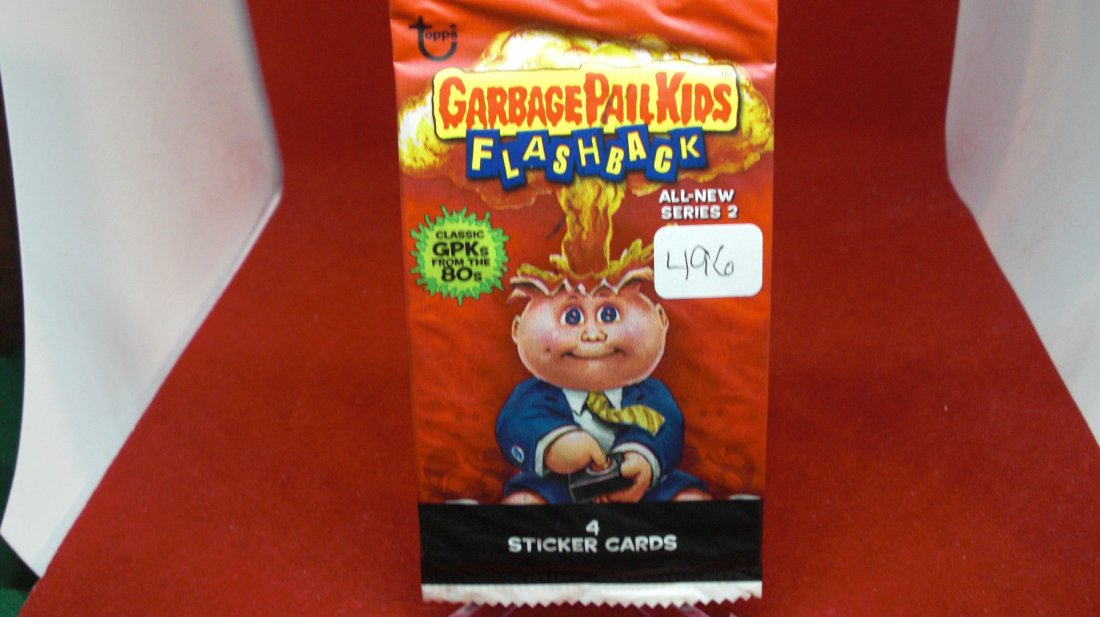 topps
GARBAGE PAIL KIDS
FLASHBACK
ALL-NEW
SERIES 2
CLASSIC
GPKs
FROM THE
80s
496
4
STICKER CARDS